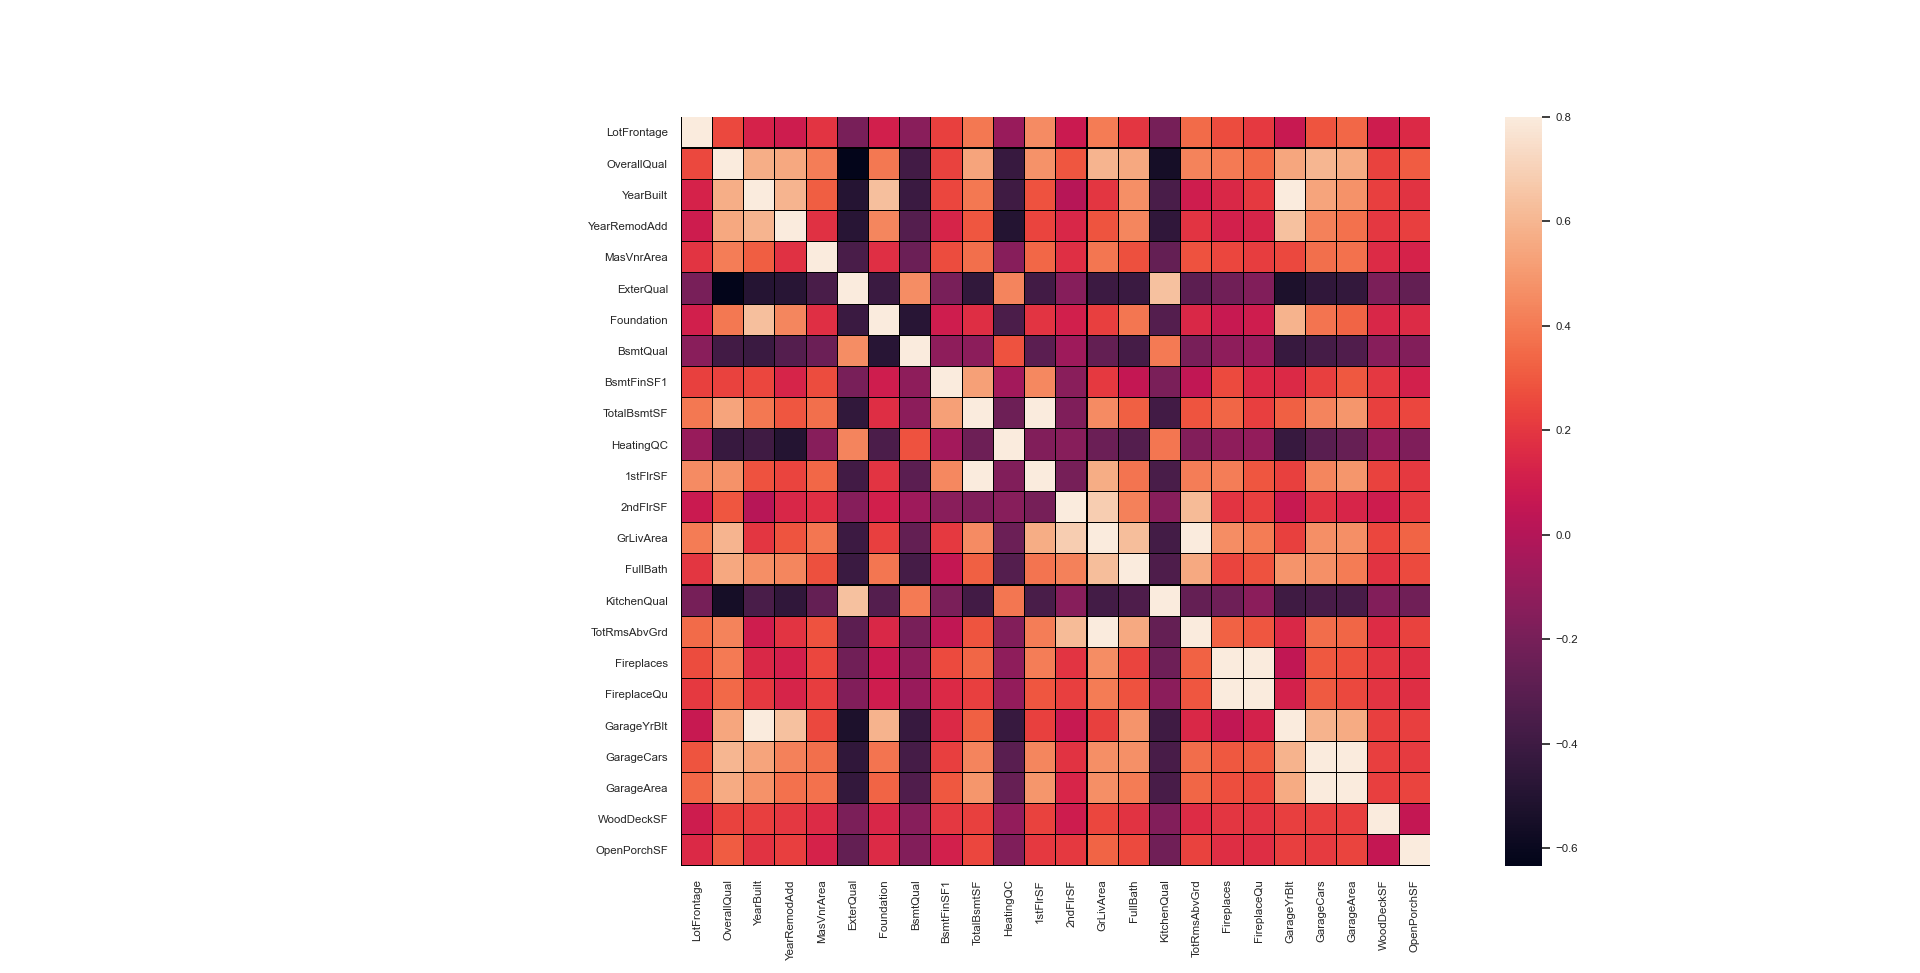 LotFrontage
OverallQual
YearBuilt
YearRemodAdd
MasVnrArea
ExterQual
Foundation
BsmtQual
BsmtFinSF1
TotalBsmtSF
HeatingQC
1stFlrSF
2ndFlrSF
GrLivArea
FullBath
KitchenQual
TotRmsAbvGrd
Fireplaces
FireplaceQu
GarageYrBlt
GarageCars
GarageArea
WoodDeckSF
OpenPorchSF
LotFrontage
OverallQual
YearBuilt
YearRemodAdd
MasVnrArea
ExterQual
Foundation
BsmtQual
BsmtFinSF1
TotalBsmtSF
HeatingQC
1stFlrSF
2ndFlrSF
GrLivArea
FullBath
KitchenQual
TotRmsAbvGrd
Fireplaces
FireplaceQu
GarageYrBlt
GarageCars
GarageArea
WoodDeckSF
OpenPorchSF
0.8
0.6
0.4
0.2
0.0
−0.2
−0.4
−0.6